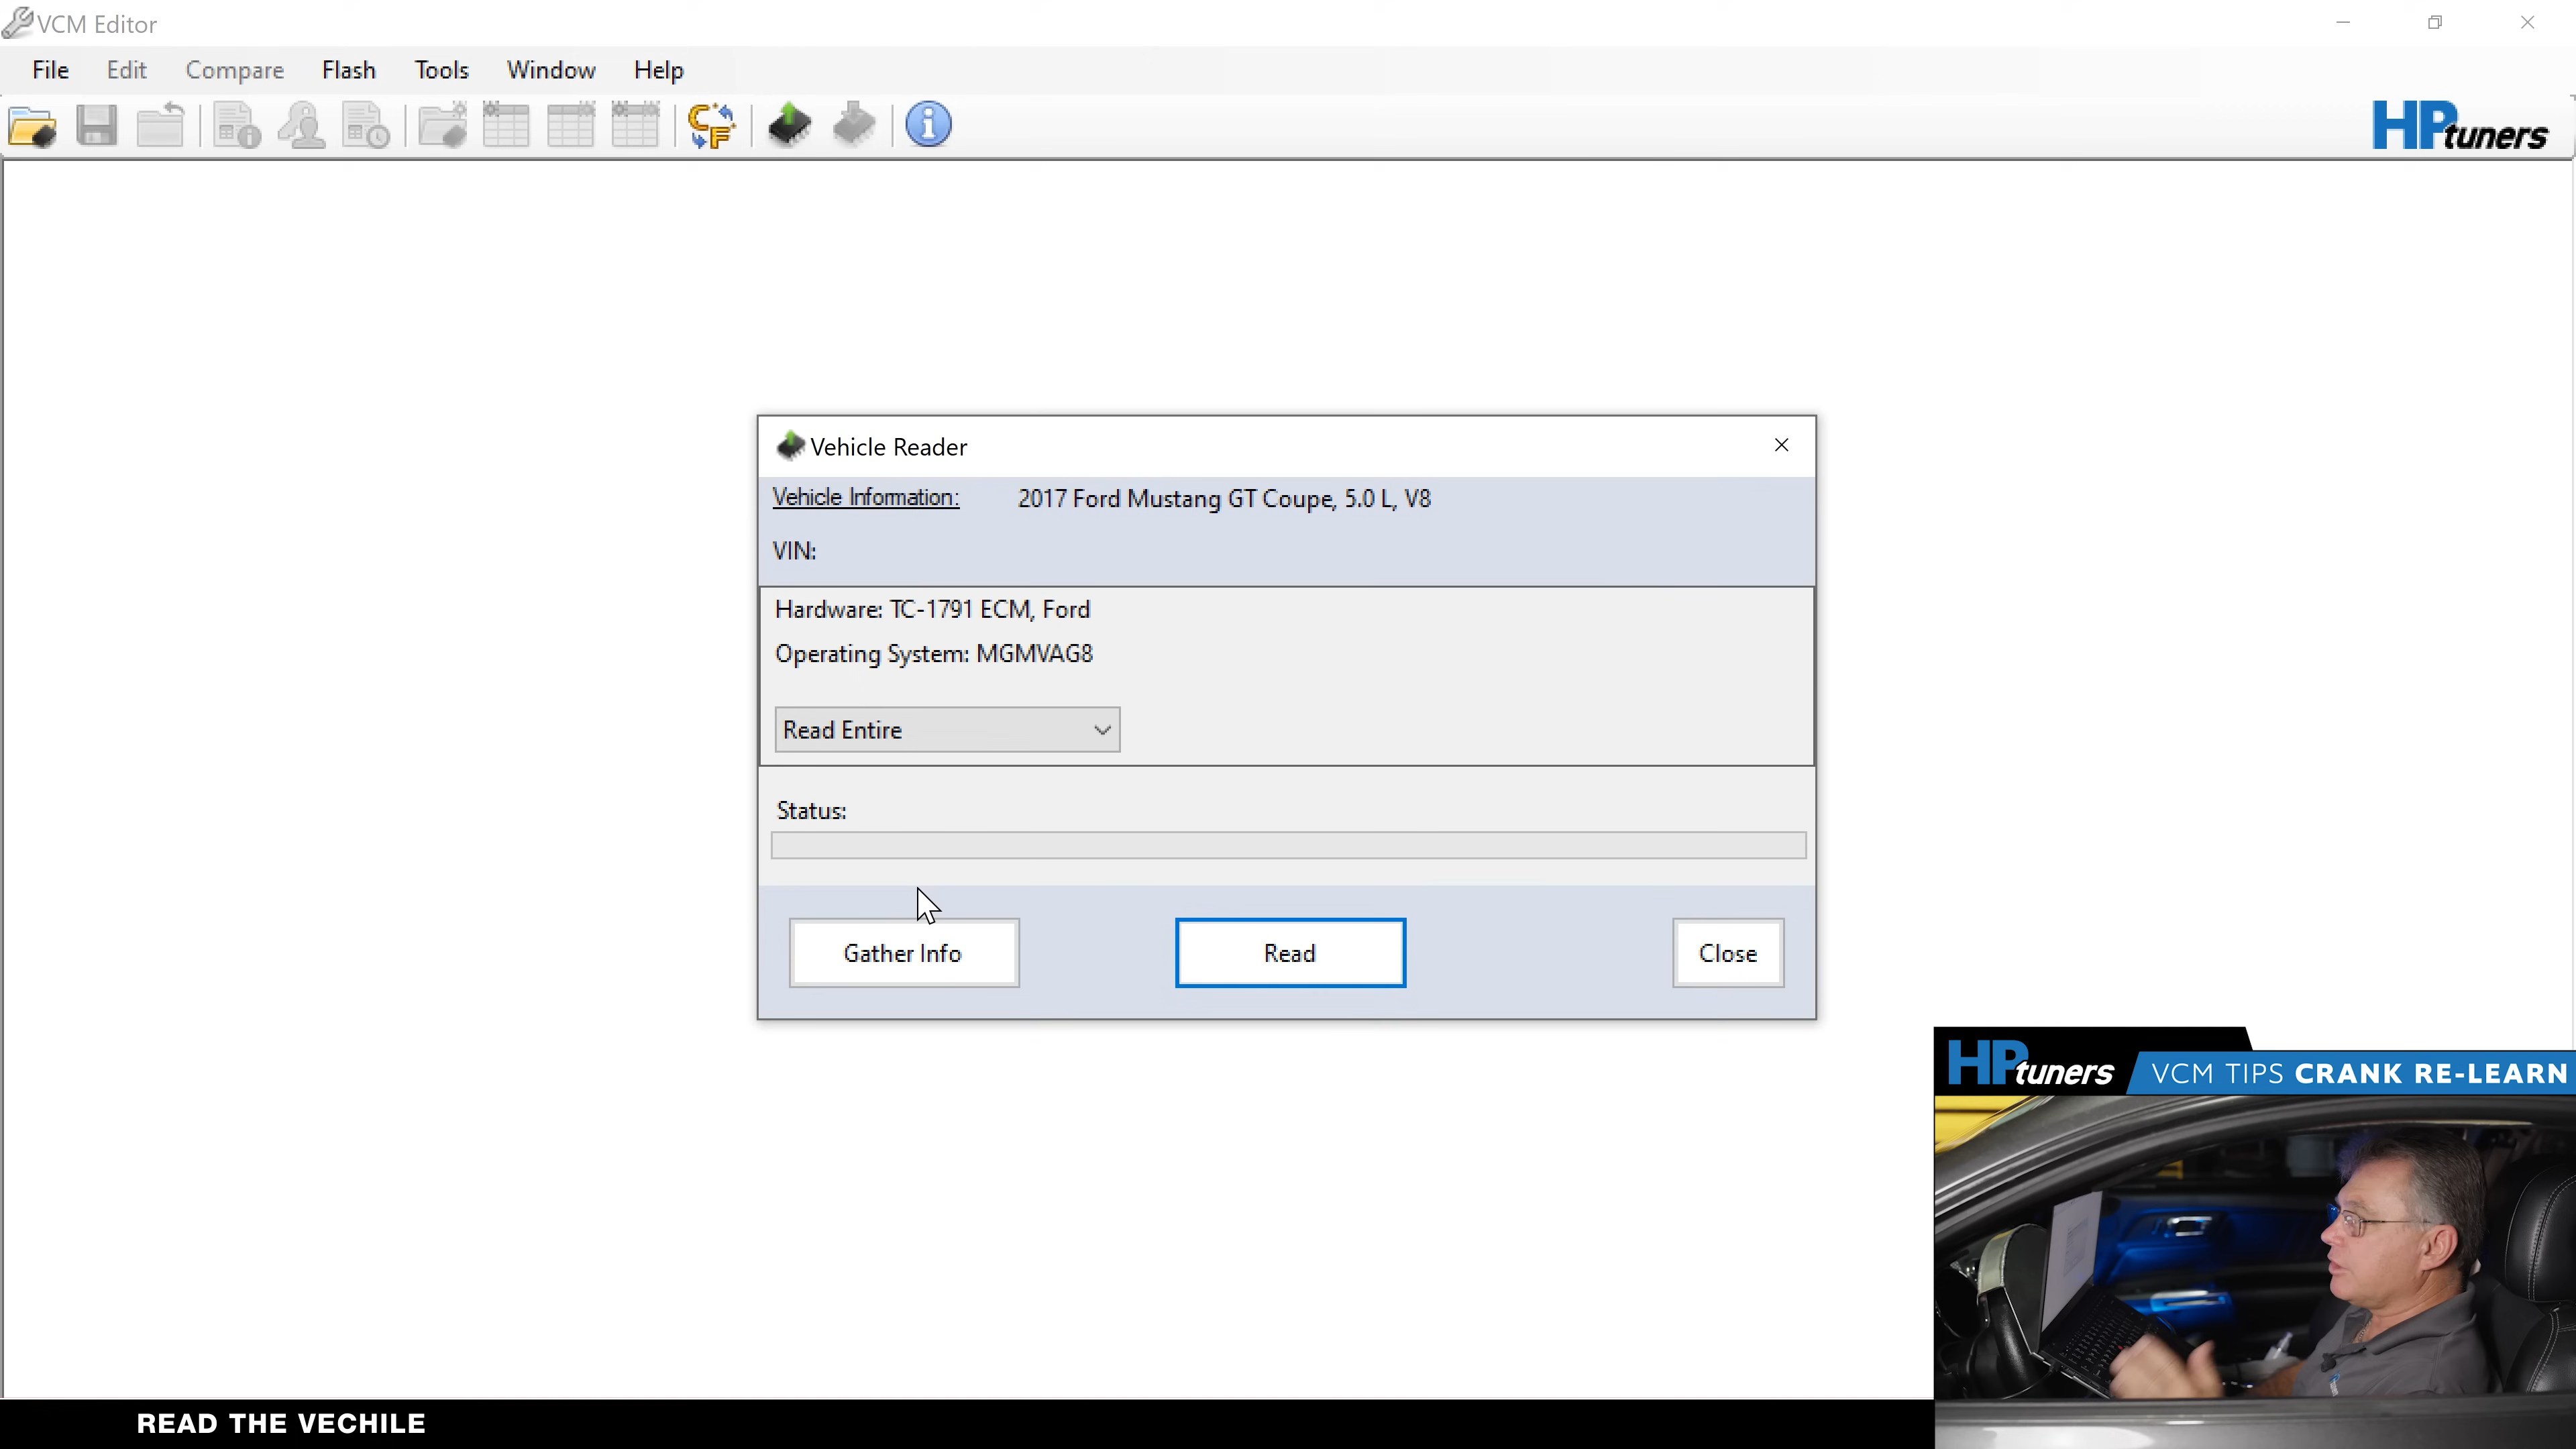 VCM Editor
File Edit Compare Flash Tools Window Help
HPtuners
Vehicle Reader
Vehicle Information: 2017 Ford Mustang GT Coupe, 5.0 L, V8
VIN:
Hardware: TC-1791 ECM, Ford
Operating System: MGMVAG8
Read Entire
Status:
Gather Info Read Close
HPtuners VCM TIPS CRANK RE-LEARN
READ THE VECHILE